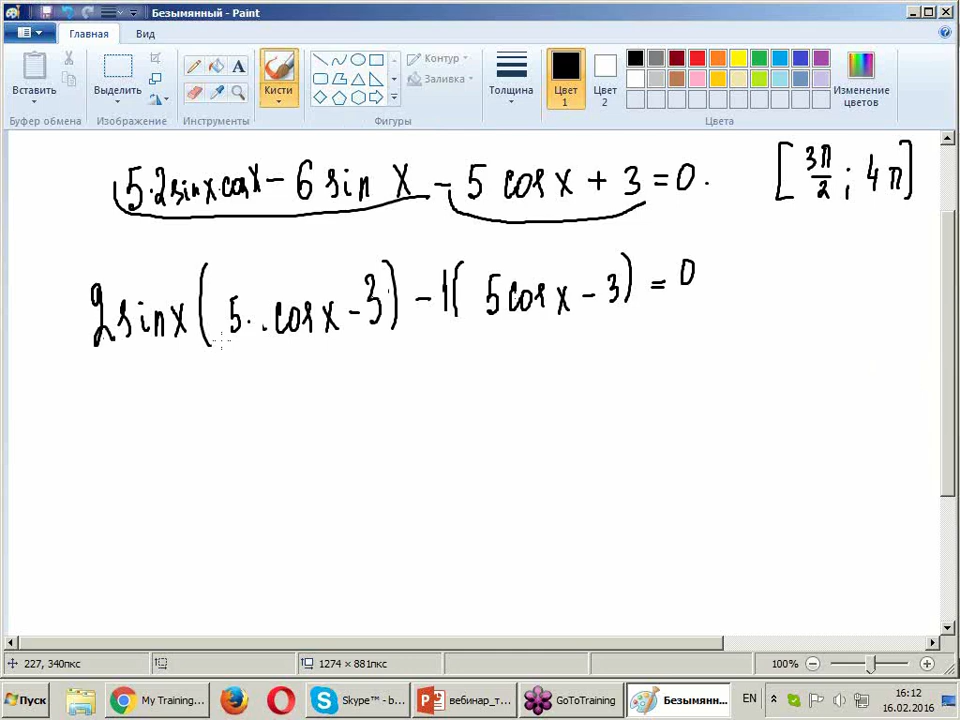 Безымянный - Paint
Главная Вид
Вставить Выделить Кисти Контур Заливка Толщина Цвет 1 Цвет 2 Изменение цветов
Буфер обмена Изображение Инструменты Фигуры Цвета
5·2sinx·cosx - 6 sin x - 5 cosx + 3 = 0. [3π/2 ; 4π]
2sinx(5·.cosx - 3) - 1(5cosx - 3) = 0
227, 340пкс 1274 × 881пкс 100%
Пуск My Training... Skype™ - b... вебинар_т... GoToTraining Безымянн... EN 16:12
16.02.2016